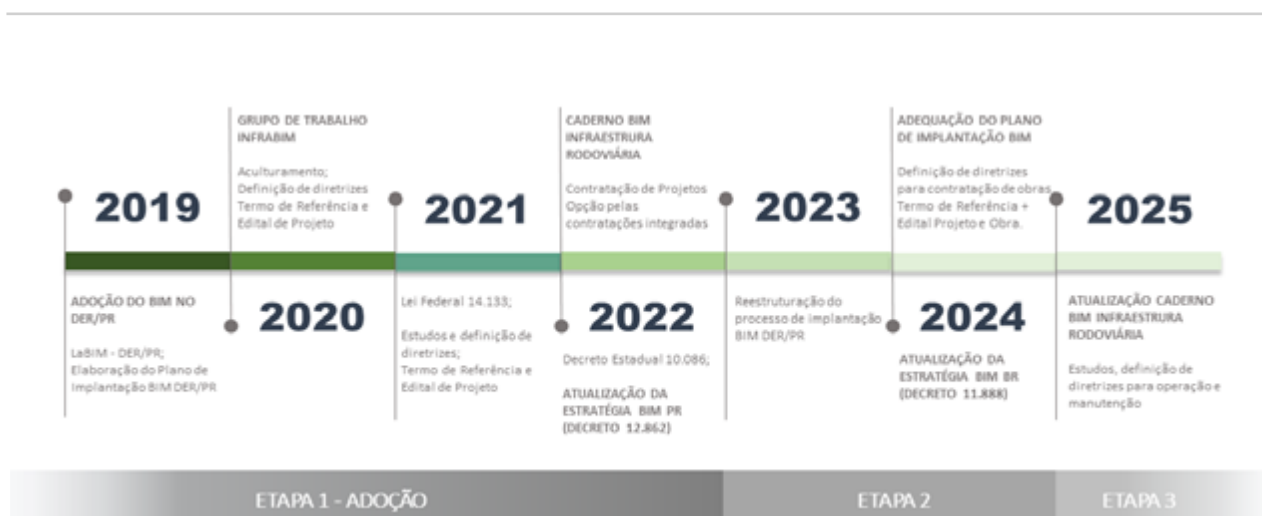 2019
ADOÇÃO DO BIM NO
DER/PR
LaBIM - DER/PR;
Elaboração do Plano de
Implantação BIM DER/PR
GRUPO DE TRABALHO
INFRABIM
Aculturamento;
Definição de diretrizes
Termo de Referência e
Edital de Projeto
2020
2021
Lei Federal 14.133;
Estudos e definição de
diretrizes;
Termo de Referência e
Edital de Projeto
CADERNO BIM
INFRAESTRURA
RODOVIÁRIA
Contratação de Projetos
Opção pelas
contratações integradas
2022
Decreto Estadual 10.086;
ATUALIZAÇÃO DA
ESTRATÉGIA BIM PR
(DECRETO 12.862)
2023
Reestruturação do
processo de implantação
BIM DER/PR
ADEQUAÇÃO DO PLANO
DE IMPLANTAÇÃO BIM
Definição de diretrizes
para contratação de obras
Termo de Referência +
Edital Projeto e Obra.
2024
ATUALIZAÇÃO DA
ESTRATÉGIA BIM BR
(DECRETO 11.888)
2025
ATUALIZAÇÃO CADERNO
BIM INFRAESTRURA
RODOVIÁRIA
Estudos, definição de
diretrizes para operação e
manutenção
ETAPA 1 - ADOÇÃO
ETAPA 2
ETAPA 3